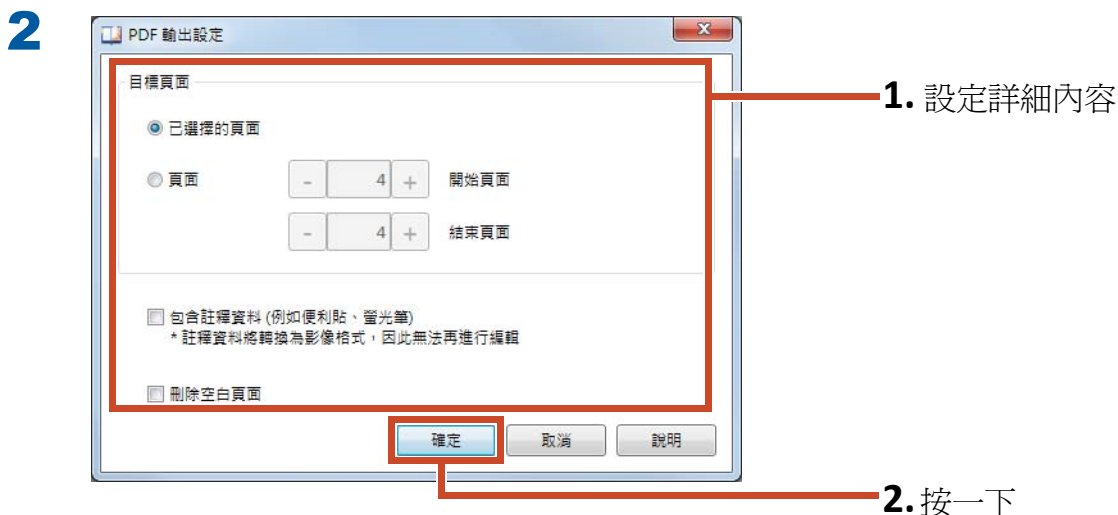 2
PDF 輸出設定
目標頁面
1. 設定詳細內容
已選擇的頁面
頁面 - 4 + 開始頁面
- 4 + 結束頁面
包含註釋資料 (例如便利貼、螢光筆)
* 註釋資料將轉換為影像格式，因此無法再進行編輯
刪除空白頁面
確定 取消 說明
2. 按一下